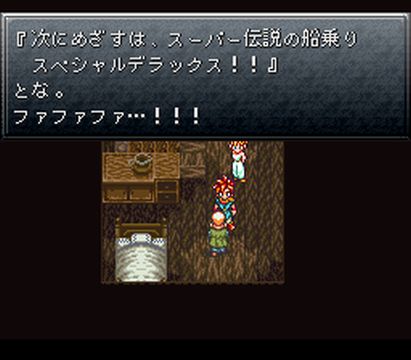 『次にめざすは、スーパー伝説の船乗り
スペシャルデラックス！！』
とな。
ファファファ…！！！